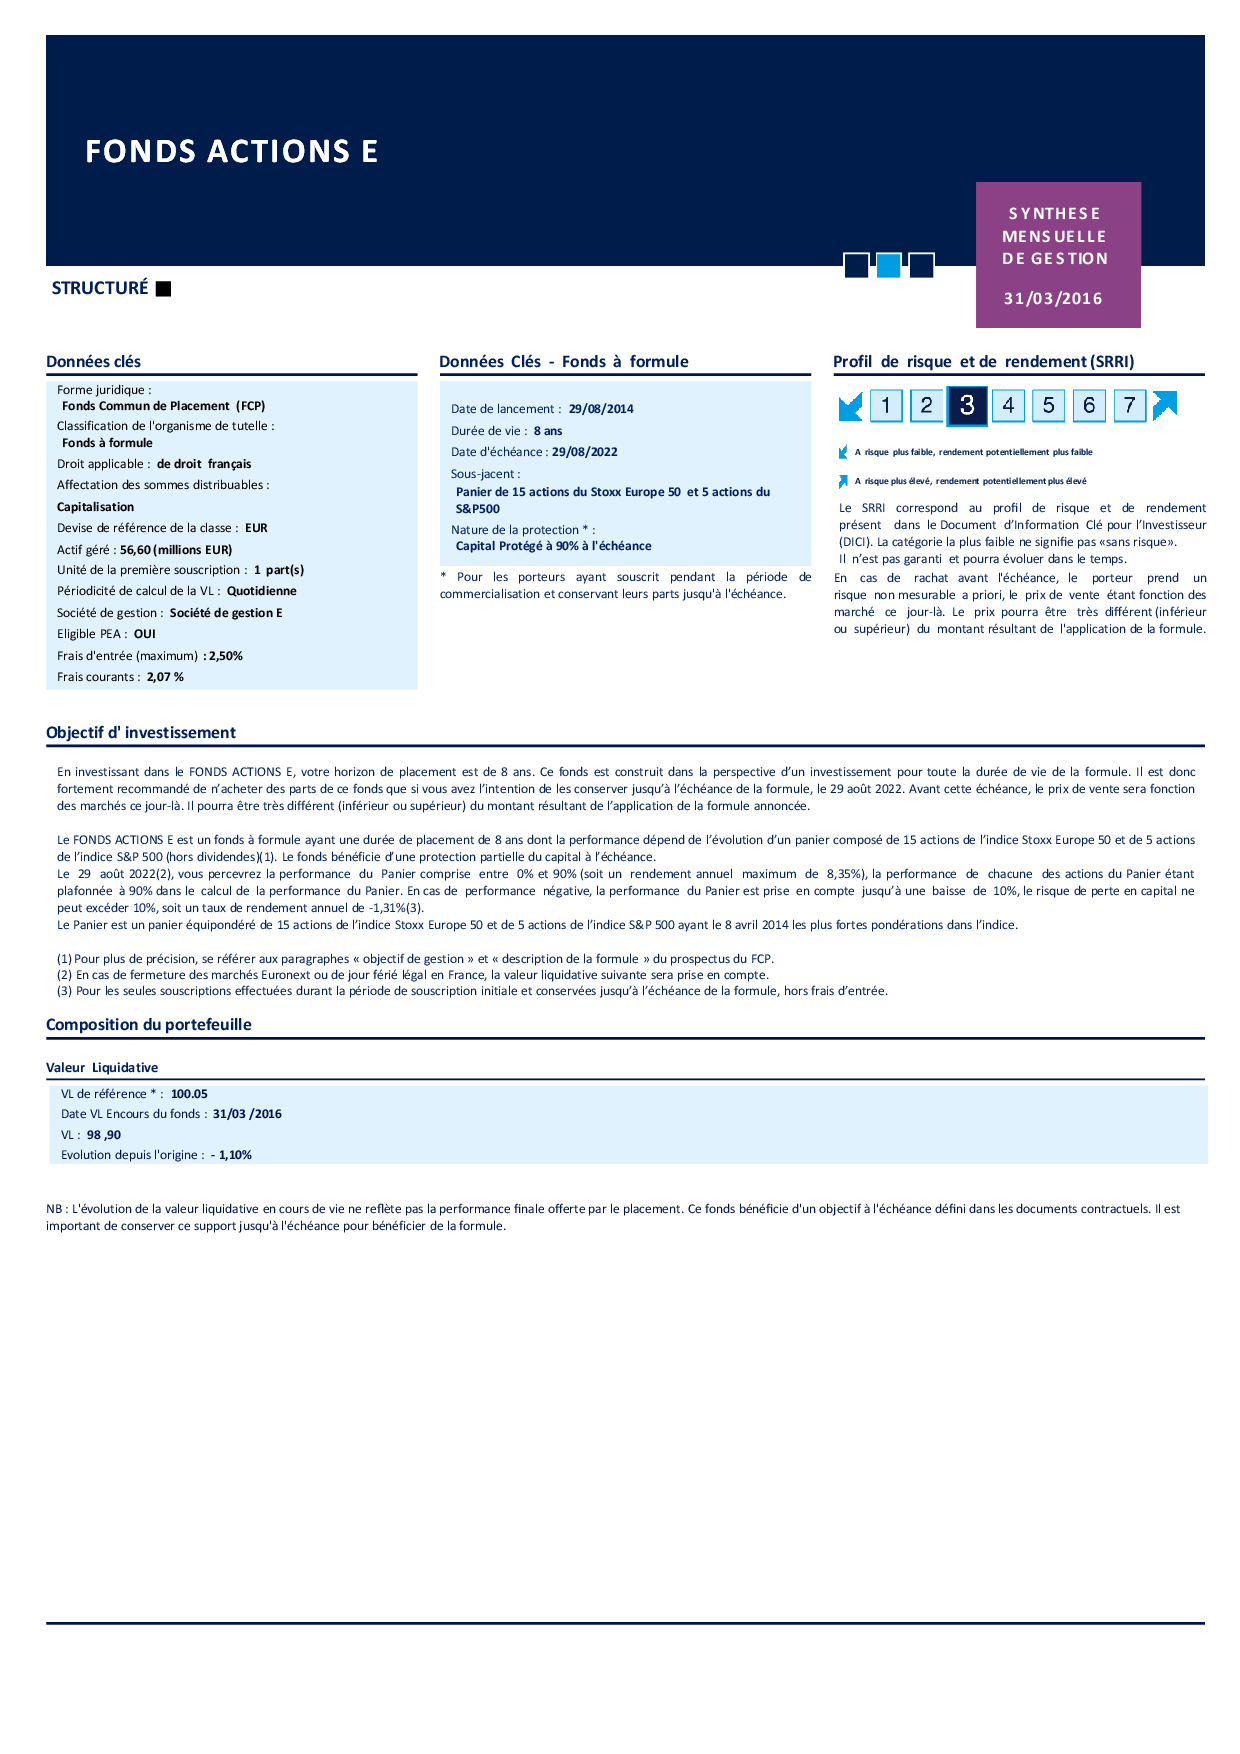 FONDS ACTIONS E
SYNTHESE
MENSUELLE
DE GESTION
31/03/2016
STRUCTURÉ
Données clés
Forme juridique :
Fonds Commun de Placement (FCP)
Classification de l'organisme de tutelle :
Fonds à formule
Droit applicable : de droit français
Affectation des sommes distribuables :
Capitalisation
Devise de référence de la classe : EUR
Actif géré : 56,60 (millions EUR)
Unité de la première souscription : 1 part(s)
Périodicité de calcul de la VL : Quotidienne
Société de gestion : Société de gestion E
Eligible PEA : OUI
Frais d'entrée (maximum) : 2,50%
Frais courants : 2,07 %
Données Clés - Fonds à formule
Date de lancement : 29/08/2014
Durée de vie : 8 ans
Date d'échéance : 29/08/2022
Sous-jacent :
Panier de 15 actions du Stoxx Europe 50 et 5 actions du
S&P500
Nature de la protection * :
Capital Protégé à 90% à l'échéance
* Pour les porteurs ayant souscrit pendant la période de
commercialisation et conservant leurs parts jusqu'à l'échéance.
Profil de risque et de rendement (SRRI)
1 2 3 4 5 6 7
A risque plus faible, rendement potentiellement plus faible
A risque plus élevé, rendement potentiellement plus élevé
Le SRRI correspond au profil de risque et de rendement
présent dans le Document d’Information Clé pour l’Investisseur
(DICI). La catégorie la plus faible ne signifie pas «sans risque».
Il n’est pas garanti et pourra évoluer dans le temps.
En cas de rachat avant l'échéance, le porteur prend un
risque non mesurable a priori, le prix de vente étant fonction des
marché ce jour-là. Le prix pourra être très différent (inférieur
ou supérieur) du montant résultant de l'application de la formule.
Objectif d' investissement
En investissant dans le FONDS ACTIONS E, votre horizon de placement est de 8 ans. Ce fonds est construit dans la perspective d’un investissement pour toute la durée de vie de la formule. Il est donc
fortement recommandé de n’acheter des parts de ce fonds que si vous avez l’intention de les conserver jusqu’à l’échéance de la formule, le 29 août 2022. Avant cette échéance, le prix de vente sera fonction
des marchés ce jour-là. Il pourra être très différent (inférieur ou supérieur) du montant résultant de l’application de la formule annoncée.
Le FONDS ACTIONS E est un fonds à formule ayant une durée de placement de 8 ans dont la performance dépend de l’évolution d’un panier composé de 15 actions de l’indice Stoxx Europe 50 et de 5 actions
de l’indice S&P 500 (hors dividendes)(1). Le fonds bénéficie d’une protection partielle du capital à l’échéance.
Le 29 août 2022(2), vous percevrez la performance du Panier comprise entre 0% et 90% (soit un rendement annuel maximum de 8,35%), la performance de chacune des actions du Panier étant
plafonnée à 90% dans le calcul de la performance du Panier. En cas de performance négative, la performance du Panier est prise en compte jusqu’à une baisse de 10%, le risque de perte en capital ne
peut excéder 10%, soit un taux de rendement annuel de -1,31%(3).
Le Panier est un panier équipondéré de 15 actions de l’indice Stoxx Europe 50 et de 5 actions de l’indice S&P 500 ayant le 8 avril 2014 les plus fortes pondérations dans l’indice.
(1) Pour plus de précision, se référer aux paragraphes « objectif de gestion » et « description de la formule » du prospectus du FCP.
(2) En cas de fermeture des marchés Euronext ou de jour férié légal en France, la valeur liquidative suivante sera prise en compte.
(3) Pour les seules souscriptions effectuées durant la période de souscription initiale et conservées jusqu’à l’échéance de la formule, hors frais d’entrée.
Composition du portefeuille
Valeur Liquidative
VL de référence * : 100.05
Date VL Encours du fonds : 31/03 /2016
VL : 98 ,90
Evolution depuis l'origine : - 1,10%
NB : L'évolution de la valeur liquidative en cours de vie ne reflète pas la performance finale offerte par le placement. Ce fonds bénéficie d'un objectif à l'échéance défini dans les documents contractuels. Il est
important de conserver ce support jusqu'à l'échéance pour bénéficier de la formule.